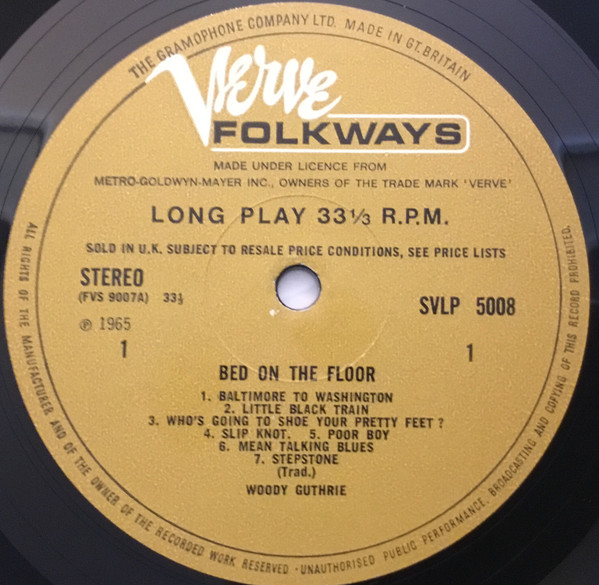 THE GRAMOPHONE COMPANY LTD. MADE IN GT. BRITAIN
Verve
FOLKWAYS
MADE UNDER LICENCE FROM
METRO-GOLDWYN-MAYER INC., OWNERS OF THE TRADE MARK 'VERVE'
LONG PLAY 33⅓ R.P.M.
SOLD IN U.K. SUBJECT TO RESALE PRICE CONDITIONS, SEE PRICE LISTS
STEREO
(FVS 9007A) 33⅓
SVLP 5008
℗ 1965
1
1
BED ON THE FLOOR
1. BALTIMORE TO WASHINGTON
2. LITTLE BLACK TRAIN
3. WHO'S GOING TO SHOE YOUR PRETTY FEET?
4. SLIP KNOT. 5. POOR BOY
6. MEAN TALKING BLUES
7. STEPSTONE
(Trad.)
WOODY GUTHRIE
ALL RIGHTS OF THE MANUFACTURER AND OF THE OWNER OF THE RECORDED WORK RESERVED · UNAUTHORISED PUBLIC PERFORMANCE, BROADCASTING AND COPYING OF THIS RECORD PROHIBITED.